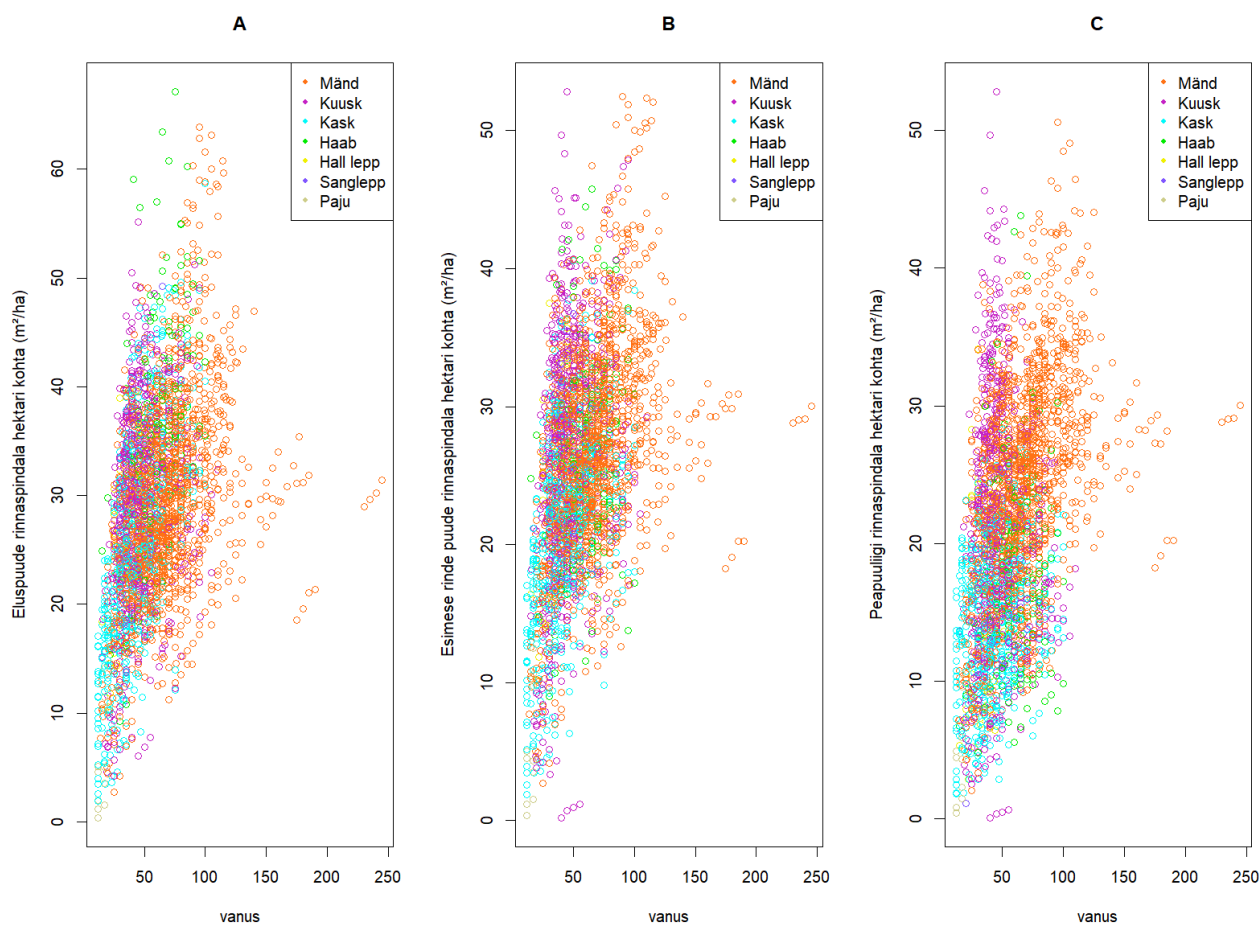 A
Eluspuude rinnaspindala hektari kohta (m²/ha)
60
50
40
30
20
10
0
Mänd
Kuusk
Kask
Haab
Hall lepp
Sanglepp
Paju
50
100
150
200
250
vanus
B
Esimese rinde puude rinnaspindala hektari kohta (m²/ha)
50
40
30
20
10
0
Mänd
Kuusk
Kask
Haab
Hall lepp
Sanglepp
Paju
50
100
150
200
250
vanus
C
Peapuuliigi rinnaspindala hektari kohta (m²/ha)
50
40
30
20
10
0
Mänd
Kuusk
Kask
Haab
Hall lepp
Sanglepp
Paju
50
100
150
200
250
vanus